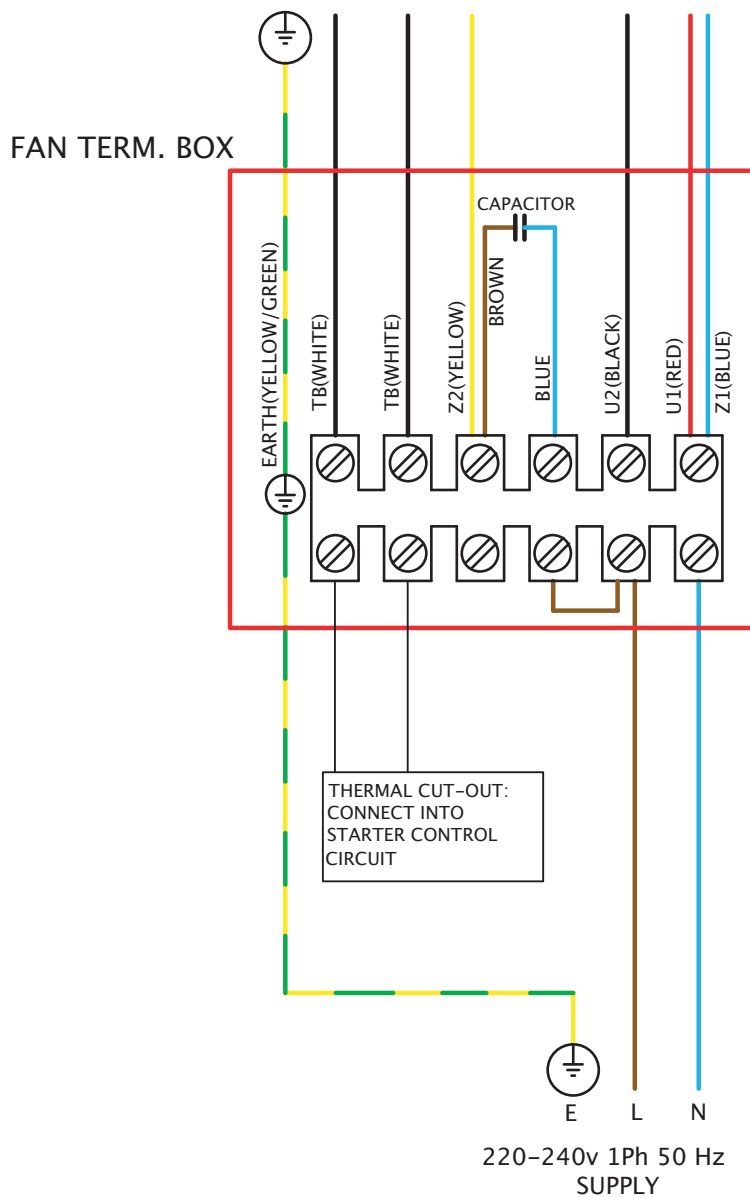 FAN TERM. BOX
CAPACITOR
EARTH(YELLOW/GREEN)
TB(WHITE)
TB(WHITE)
Z2(YELLOW)
BROWN
BLUE
U2(BLACK)
U1(RED)
Z1(BLUE)
THERMAL CUT-OUT:
CONNECT INTO
STARTER CONTROL
CIRCUIT
E L N
220-240v 1Ph 50 Hz
SUPPLY